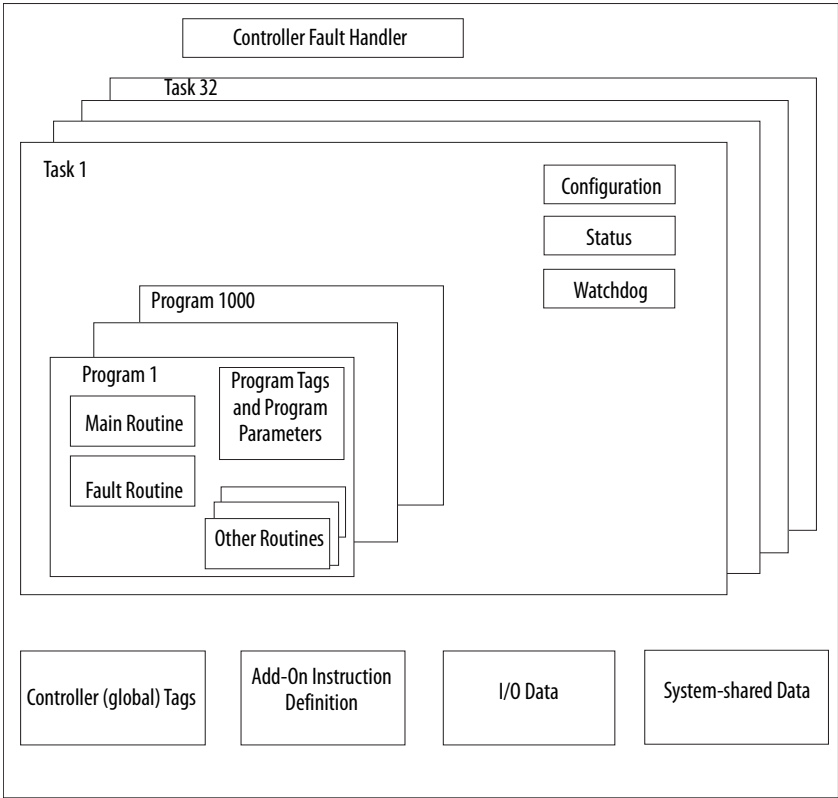 Controller Fault Handler
Task 32
Task 1
Configuration
Status
Watchdog
Program 1000
Program 1
Program Tags
and Program
Parameters
Main Routine
Fault Routine
Other Routines
Controller (global) Tags
Add-On Instruction
Definition
I/O Data
System-shared Data